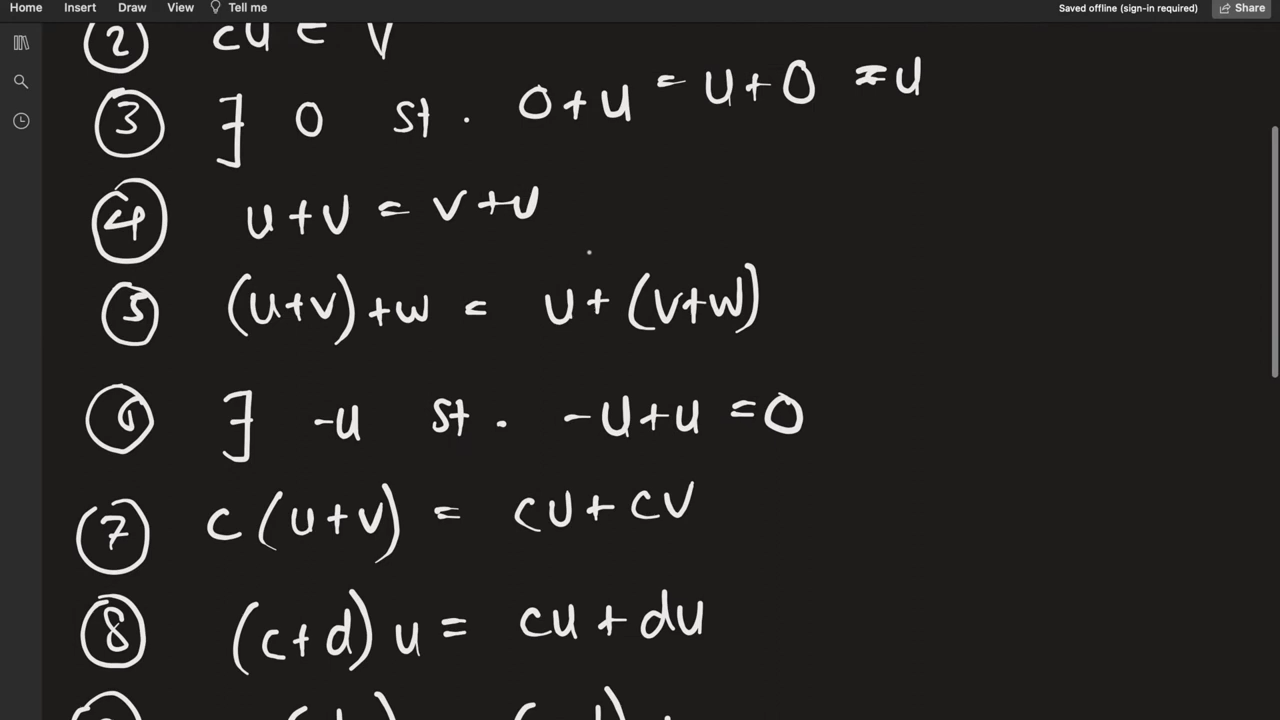 Home Insert Draw View Tell me Saved offline (sign-in required) Share
② cu ∈ V
③ ∃ 0 st. 0+u = u+0 = u
④ u+v = v+u
⑤ (u+v)+w = u+(v+w)
⑥ ∃ -u st. -u+u = 0
⑦ c(u+v) = cu+cv
⑧ (c+d)u = cu+du